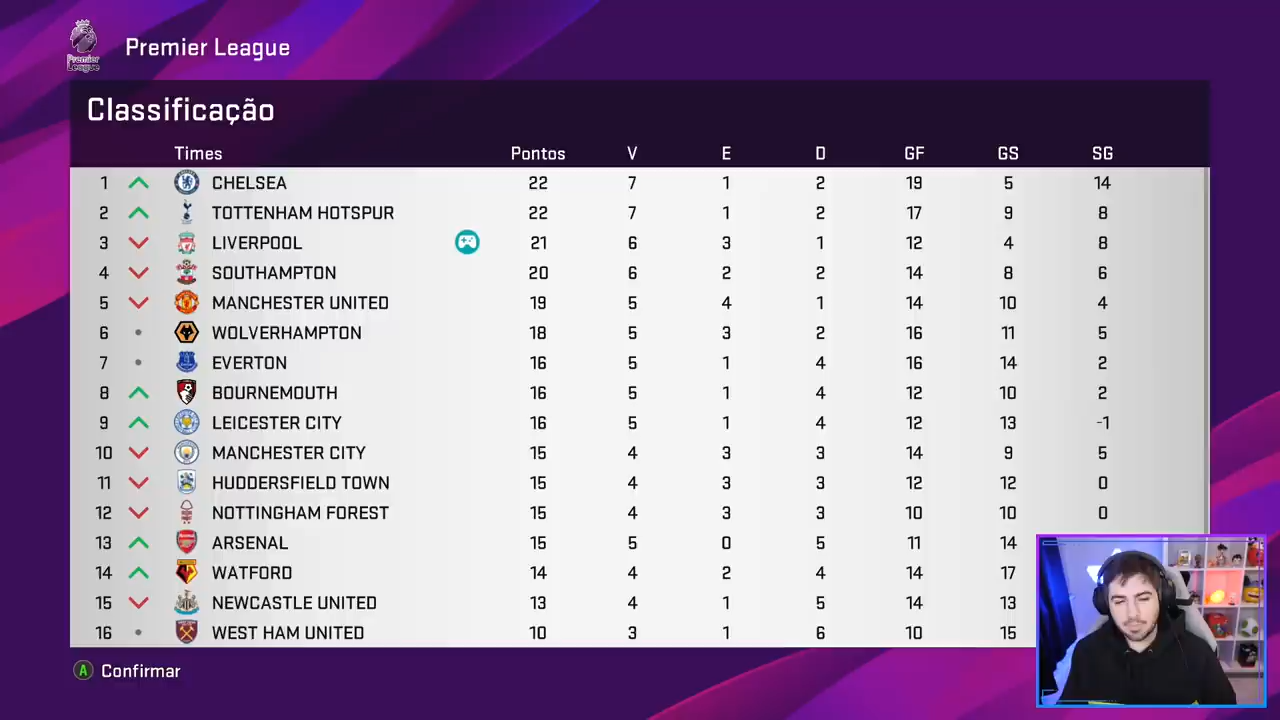 Premier League
Premier League
Classificação
Times Pontos V E D GF GS SG
1 CHELSEA 22 7 1 2 19 5 14
2 TOTTENHAM HOTSPUR 22 7 1 2 17 9 8
3 LIVERPOOL 21 6 3 1 12 4 8
4 SOUTHAMPTON 20 6 2 2 14 8 6
5 MANCHESTER UNITED 19 5 4 1 14 10 4
6 WOLVERHAMPTON 18 5 3 2 16 11 5
7 EVERTON 16 5 1 4 16 14 2
8 BOURNEMOUTH 16 5 1 4 12 10 2
9 LEICESTER CITY 16 5 1 4 12 13 -1
10 MANCHESTER CITY 15 4 3 3 14 9 5
11 HUDDERSFIELD TOWN 15 4 3 3 12 12 0
12 NOTTINGHAM FOREST 15 4 3 3 10 10 0
13 ARSENAL 15 5 0 5 11 14
14 WATFORD 14 4 2 4 14 17
15 NEWCASTLE UNITED 13 4 1 5 14 13
16 WEST HAM UNITED 10 3 1 6 10 15
A Confirmar